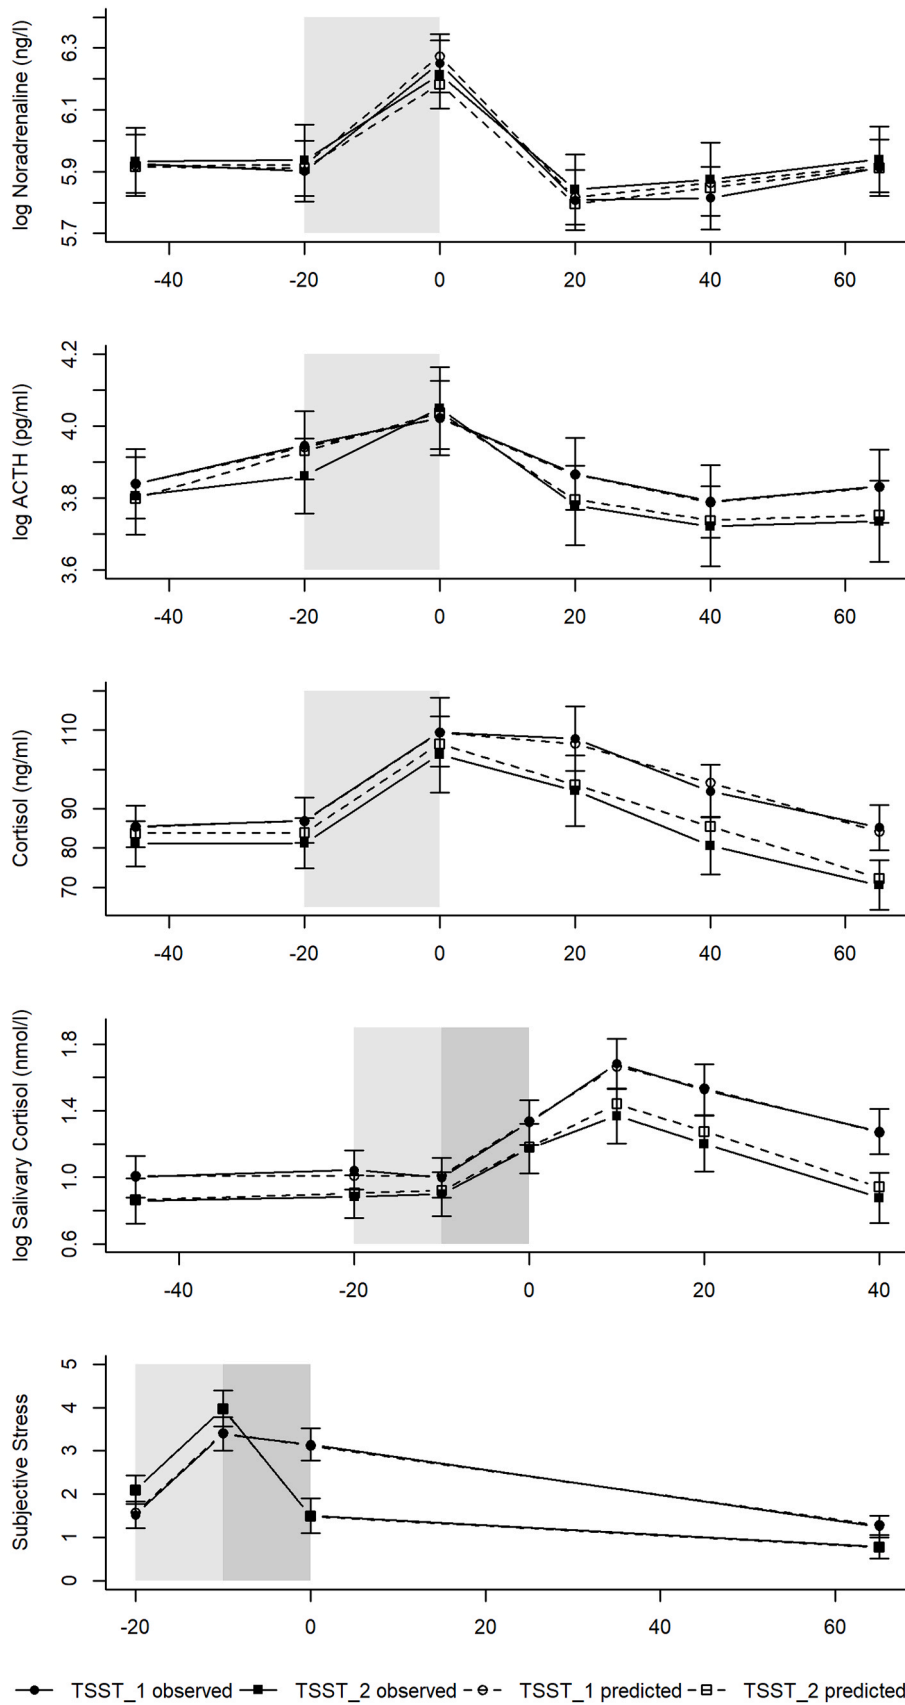 log Noradrenaline (ng/l)
6.3
6.1
5.9
5.7
-40 -20 0 20 40 60
log ACTH (pg/ml)
4.2
4.0
3.8
3.6
-40 -20 0 20 40 60
Cortisol (ng/ml)
110
90
80
70
-40 -20 0 20 40 60
log Salivary Cortisol (nmol/l)
1.8
1.4
1.0
0.6
-40 -20 0 20 40
Subjective Stress
5
4
3
2
1
0
-20 0 20 40 60
TSST_1 observed TSST_2 observed TSST_1 predicted TSST_2 predicted